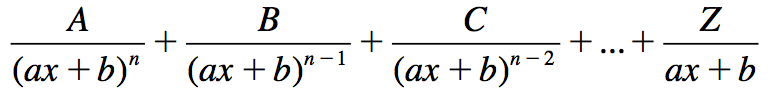 A/(ax + b)^n + B/(ax + b)^{n-1} + C/(ax + b)^{n-2} + ... + Z/(ax + b)